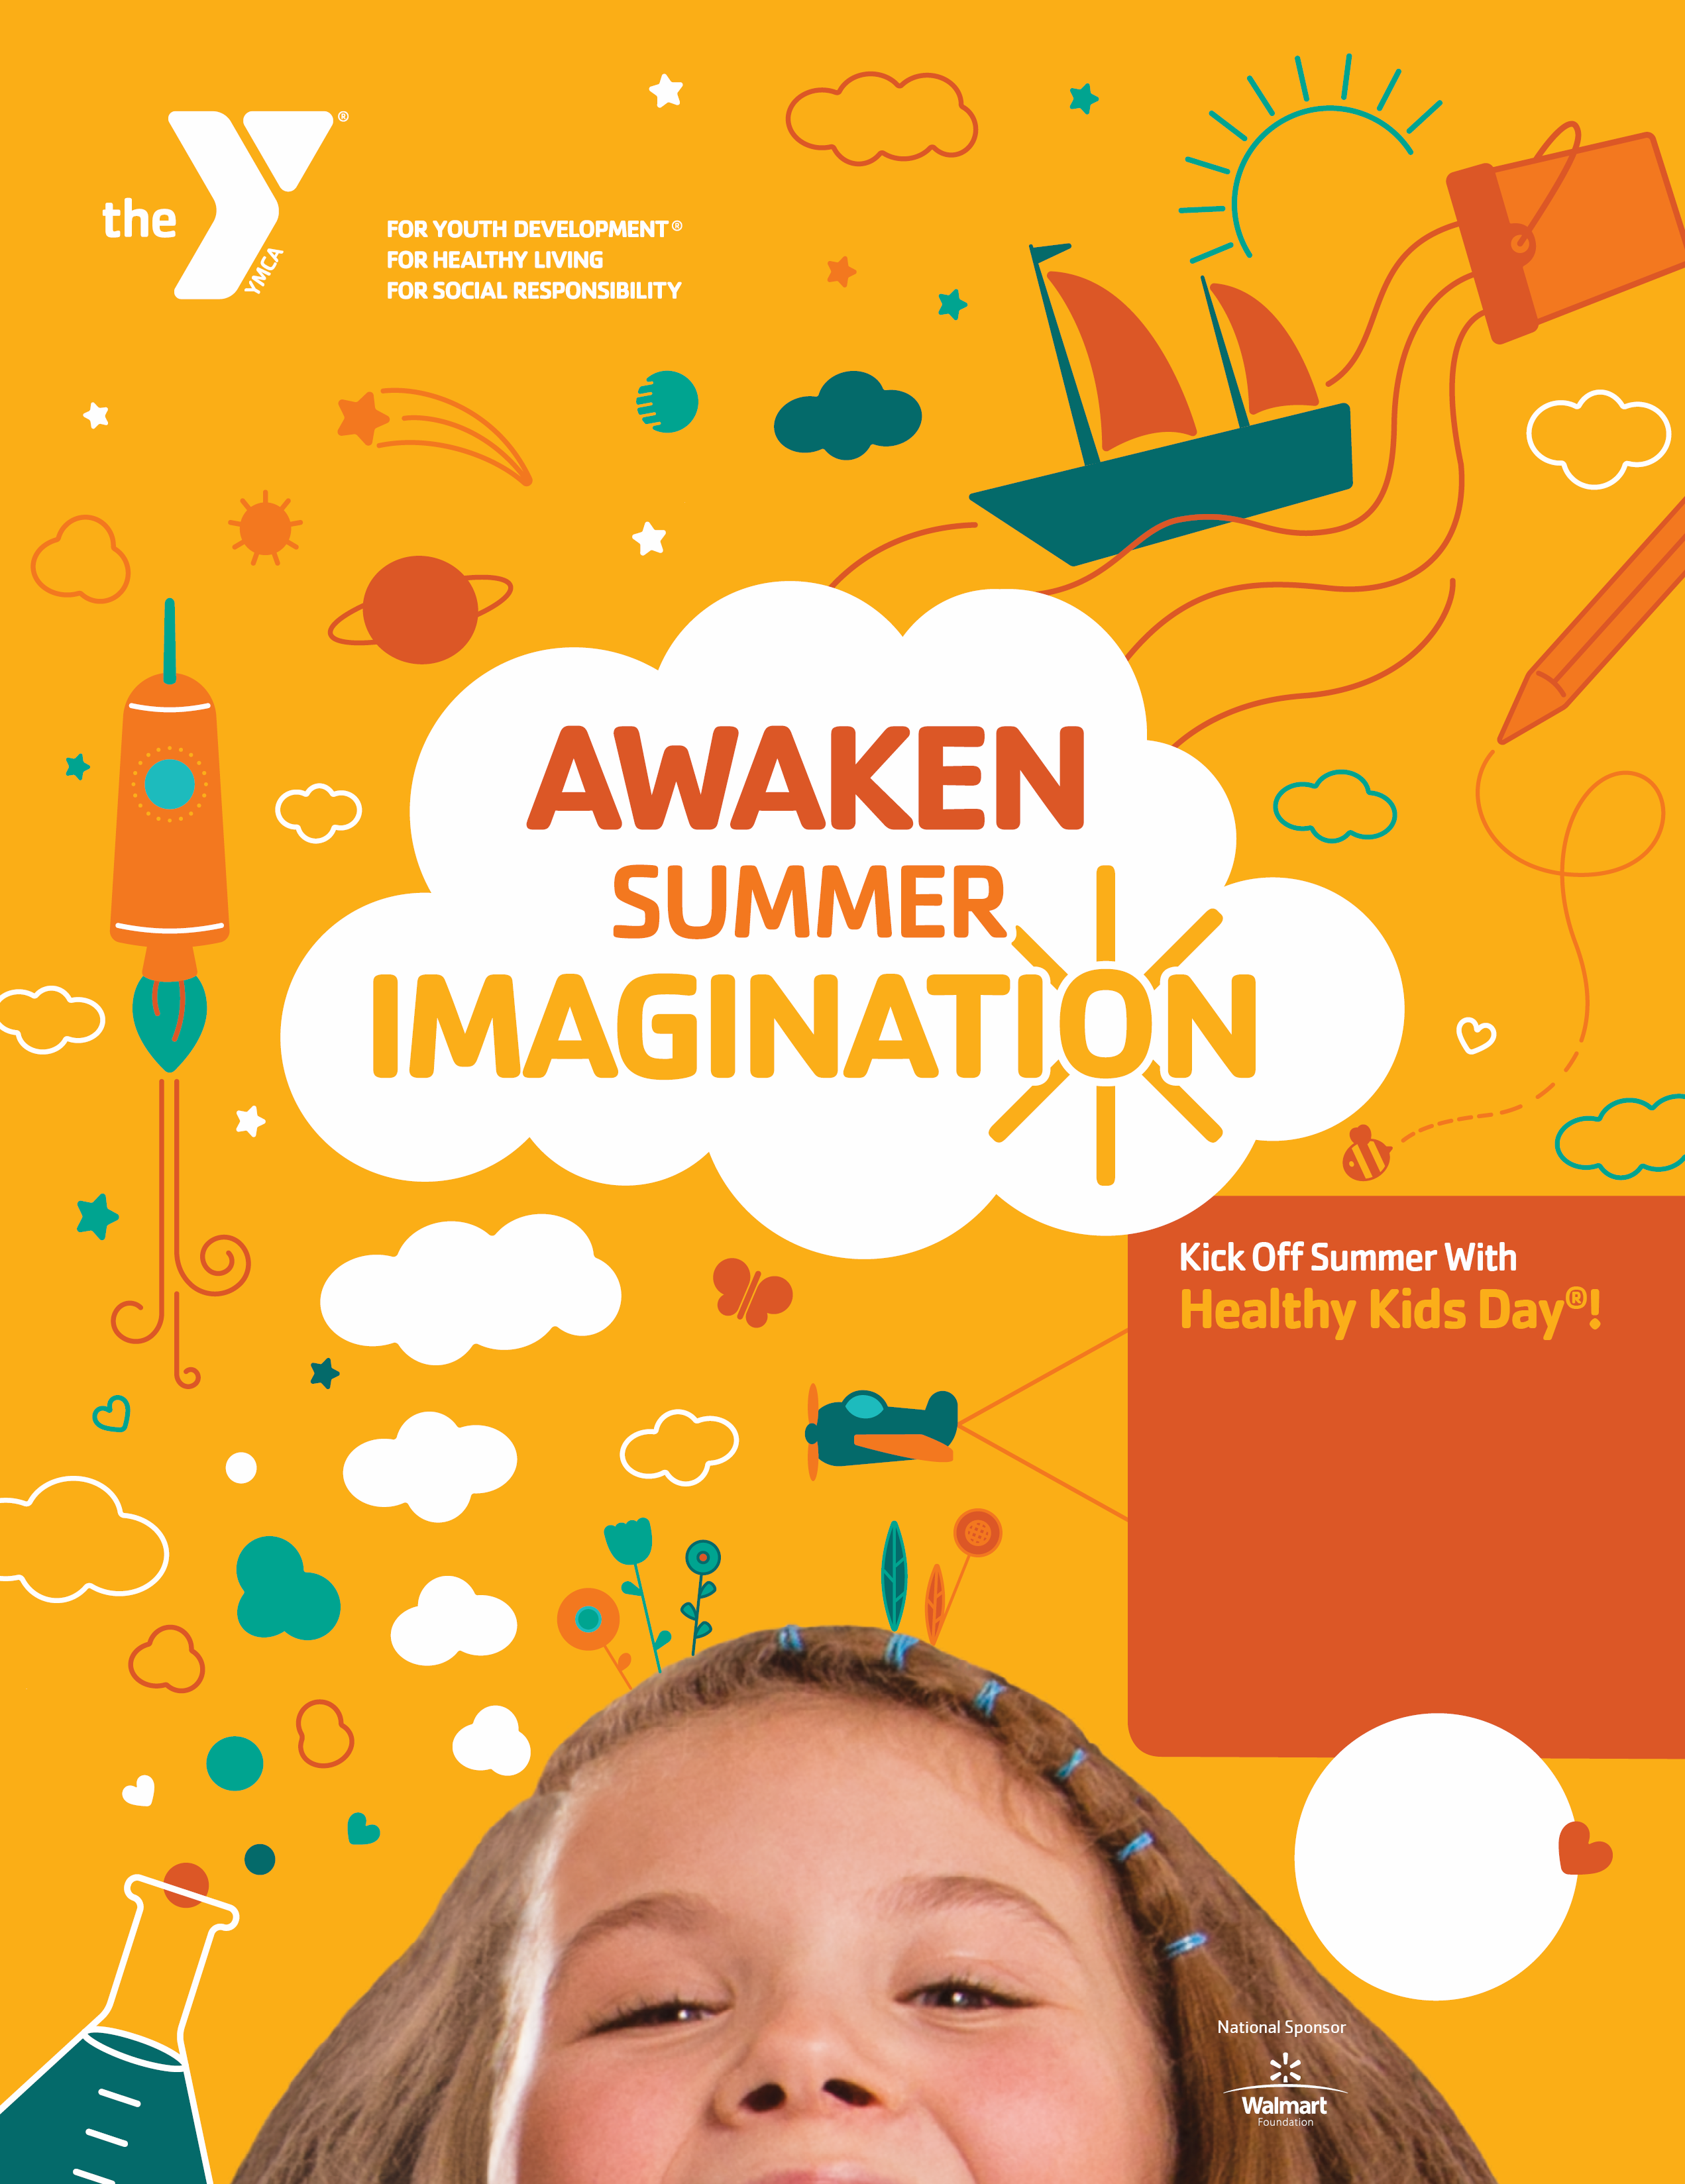 the
YMCA
®
FOR YOUTH DEVELOPMENT®
FOR HEALTHY LIVING
FOR SOCIAL RESPONSIBILITY
AWAKEN
SUMMER
IMAGINATION
Kick Off Summer With
Healthy Kids Day®!
National Sponsor
Walmart
Foundation